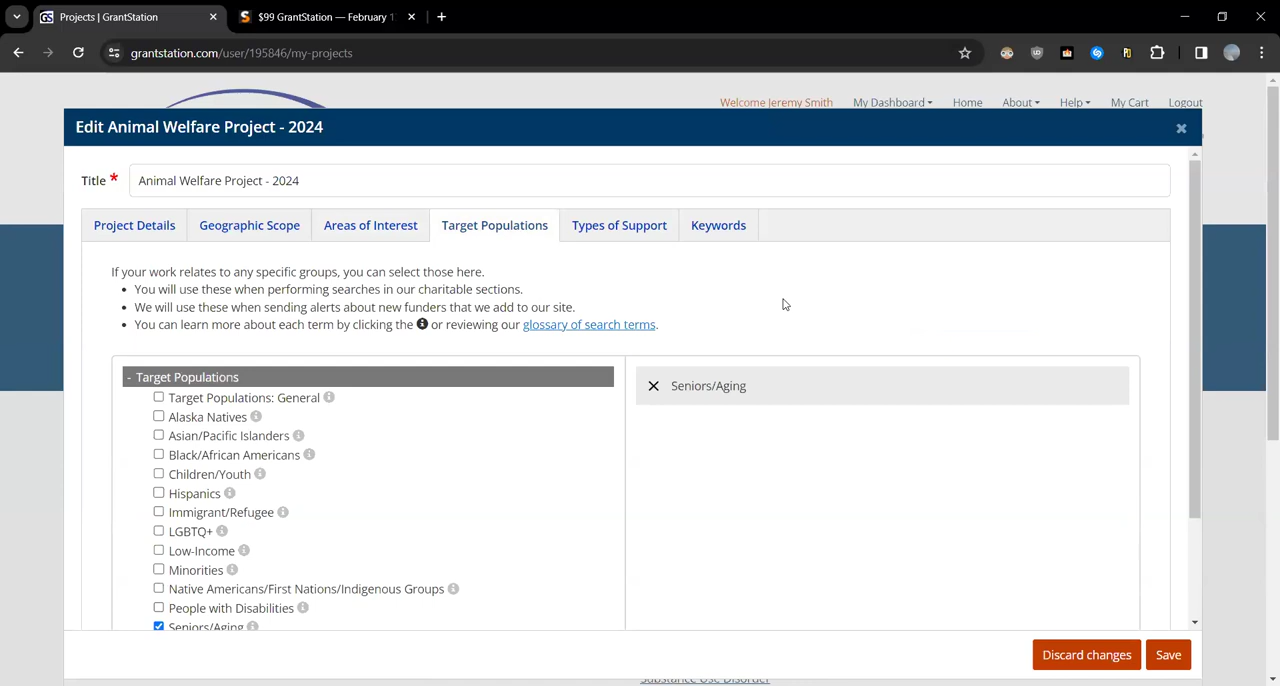 Projects | GrantStation
$99 GrantStation — February 1
grantstation.com/user/195846/my-projects
Welcome Jeremy Smith My Dashboard Home About Help My Cart Logout
Edit Animal Welfare Project - 2024
Title * Animal Welfare Project - 2024
Project Details Geographic Scope Areas of Interest Target Populations Types of Support Keywords
If your work relates to any specific groups, you can select those here.
• You will use these when performing searches in our charitable sections.
• We will use these when sending alerts about new funders that we add to our site.
• You can learn more about each term by clicking the or reviewing our glossary of search terms.
- Target Populations
Target Populations: General
Alaska Natives
Asian/Pacific Islanders
Black/African Americans
Children/Youth
Hispanics
Immigrant/Refugee
LGBTQ+
Low-Income
Minorities
Native Americans/First Nations/Indigenous Groups
People with Disabilities
Seniors/Aging
Seniors/Aging
Discard changes Save
Substance Use Disorder